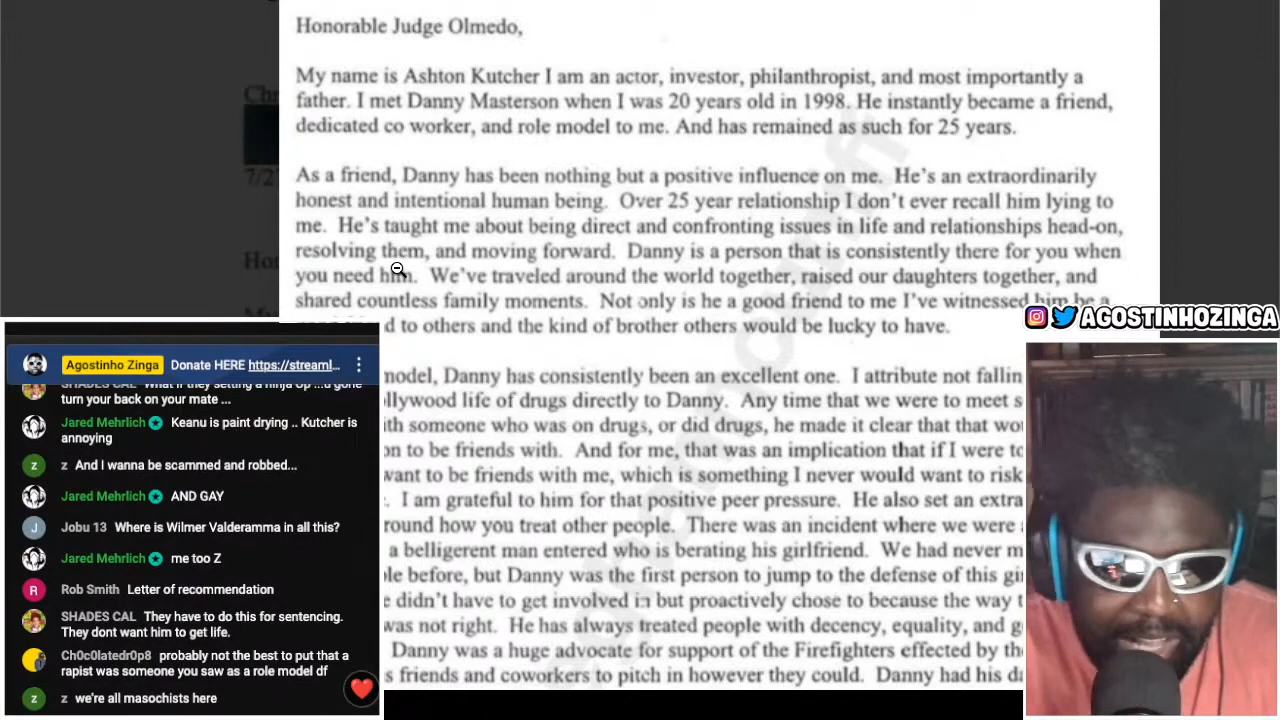 Honorable Judge Olmedo,
My name is Ashton Kutcher I am an actor, investor, philanthropist, and most importantly a
father. I met Danny Masterson when I was 20 years old in 1998. He instantly became a friend,
dedicated co worker, and role model to me. And has remained as such for 25 years.
7/2
As a friend, Danny has been nothing but a positive influence on me. He's an extraordinarily
honest and intentional human being. Over 25 year relationship I don't ever recall him lying to
me. He's taught me about being direct and confronting issues in life and relationships head-on,
resolving them, and moving forward. Danny is a person that is consistently there for you when
you need him. We've traveled around the world together, raised our daughters together, and
shared countless family moments. Not only is he a good friend to me I've witnessed him be a
d to others and the kind of brother others would be lucky to have.
model, Danny has consistently been an excellent one. I attribute not fallin
llywood life of drugs directly to Danny. Any time that we were to meet s
ith someone who was on drugs, or did drugs, he made it clear that that wo
on to be friends with. And for me, that was an implication that if I were to
want to be friends with me, which is something I never would want to risk
. I am grateful to him for that positive peer pressure. He also set an extra
round how you treat other people. There was an incident where we were
a belligerent man entered who is berating his girlfriend. We had never m
le before, but Danny was the first person to jump to the defense of this gi
e didn't have to get involved in but proactively chose to because the way t
was not right. He has always treated people with decency, equality, and g
Danny was a huge advocate for support of the Firefighters effected by th
s friends and coworkers to pitch in however they could. Danny had his da
AGOSTINHOZINGA
Agostinho Zinga Donate HERE https://streaml...
SHADES CAL What if they setting a ninja up ...u gone
turn your back on your mate ...
Jared Mehrlich Keanu is paint drying .. Kutcher is
annoying
z And I wanna be scammed and robbed...
Jared Mehrlich AND GAY
J Jobu 13 Where is Wilmer Valderamma in all this?
Jared Mehrlich me too Z
R Rob Smith Letter of recommendation
SHADES CAL They have to do this for sentencing.
They dont want him to get life.
Ch0c0latedr0p8 probably not the best to put that a
rapist was someone you saw as a role model df
z we're all masochists here